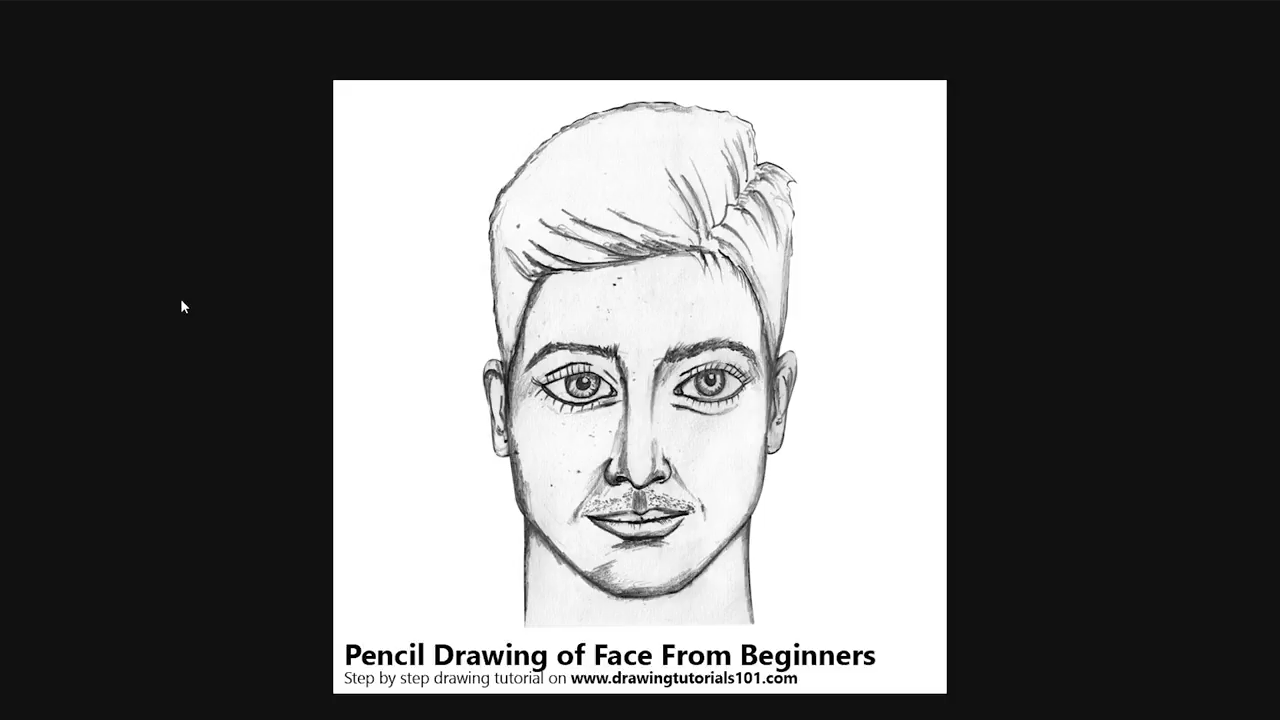 Pencil Drawing of Face From Beginners
Step by step drawing tutorial on www.drawingtutorials101.com